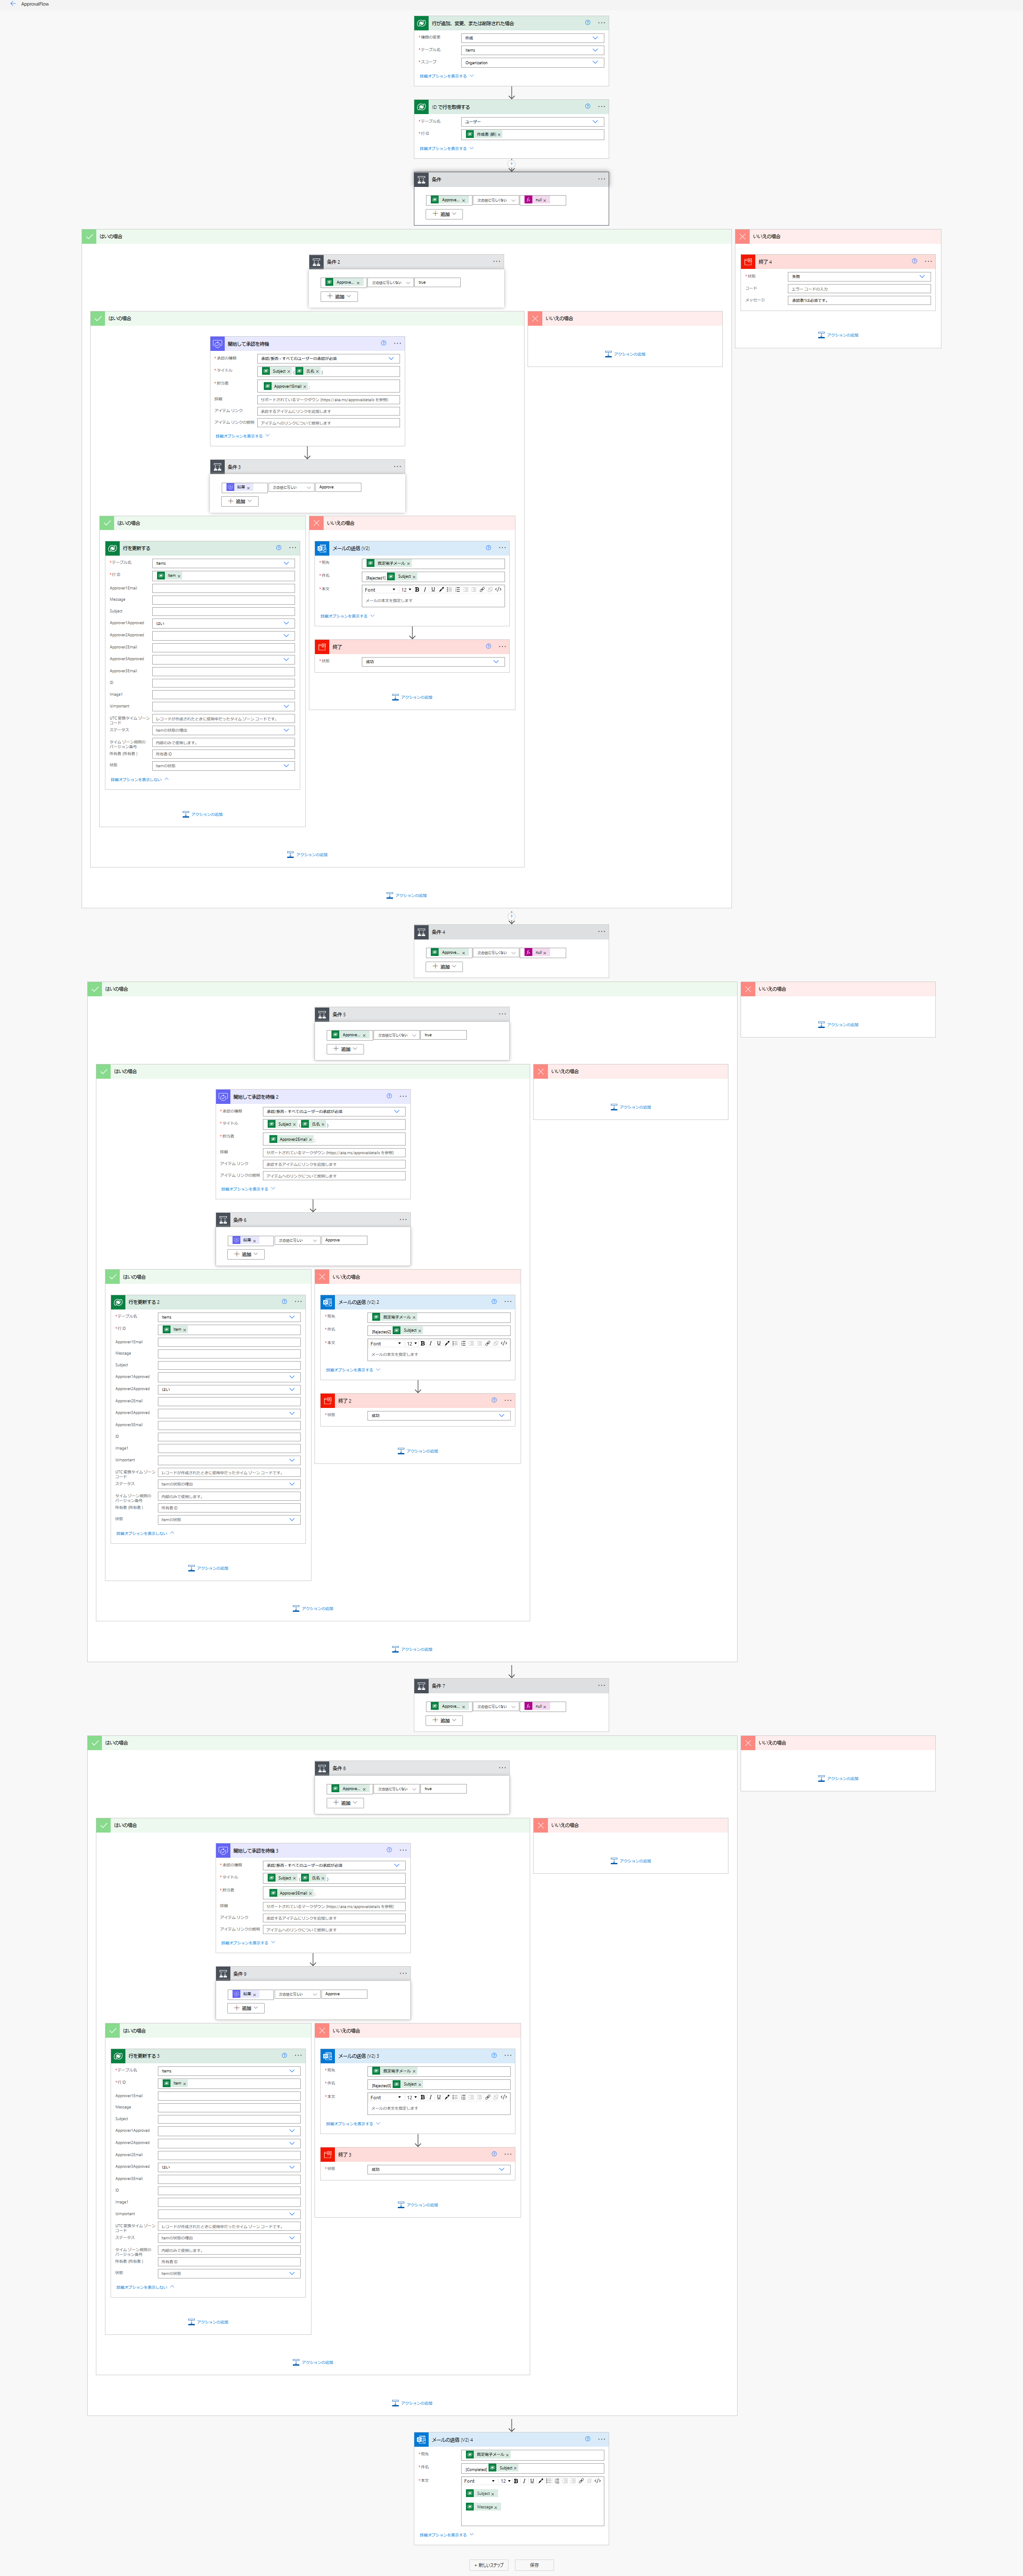 ApprovalFlow
行が追加、変更、または削除された場合
*種類の変更 作成
*テーブル名 Items
*スコープ Organization
詳細オプションを表示する
ID で行を取得する
*テーブル名 ユーザー
*行 ID 作成者 (値) ×
詳細オプションを表示する
条件
Approve... × 次の値に等しくない null ×
+ 追加
はいの場合
いいえの場合
終了 4
*状態 失敗
コード エラー コードの入力
メッセージ
アクションの追加
条件 2
Approve... × 次の値に等しくない true
+ 追加
はいの場合
いいえの場合
アクションの追加
開始して承認を待機
*承認の種類 承認/拒否 - すべてのユーザーの承認が必須
*タイトル Subject × ( 氏名 × )
*担当者 Approver1Email ×
詳細 サポートされているマークダウン (https://aka.ms/approvaldetails を参照)
アイテム リンク 承認するアイテムにリンクを追加します
アイテム リンクの説明 アイテムへのリンクについて説明します
詳細オプションを表示する
条件 3
結果 × 次の値に等しい Approve
+ 追加
はいの場合
いいえの場合
行を更新する
*テーブル名 Items
*行 ID Item ×
Approver1Email
Message
Subject
Approver1Approved はい
Approver2Approved
Approver2Email
Approver3Approved
Approver3Email
ID
Image1
IsImportant
UTC 変換タイム ゾーン コード レコードが作成されたときに使用中だったタイム ゾーン コードです。
ステータス Itemの状態の理由
タイム ゾーン規則のバージョン番号 内部のみで使用します。
所有者 (所有者) 所有者 ID
状態 Itemの状態
詳細オプションを表示しない
アクションの追加
メールの送信 (V2)
*宛先 既定電子メール ×
*件名 [Rejected1] Subject ×
*本文 Font 12
メールの本文を指定します
詳細オプションを表示する
終了
*状態 成功
アクションの追加
アクションの追加
アクションの追加
条件 4
Approve... × 次の値に等しくない null ×
+ 追加
はいの場合
いいえの場合
アクションの追加
条件 5
Approve... × 次の値に等しくない true
+ 追加
はいの場合
いいえの場合
アクションの追加
開始して承認を待機 2
*承認の種類 承認/拒否 - すべてのユーザーの承認が必須
*タイトル Subject × ( 氏名 × )
*担当者 Approver2Email ×
詳細 サポートされているマークダウン (https://aka.ms/approvaldetails を参照)
アイテム リンク 承認するアイテムにリンクを追加します
アイテム リンクの説明 アイテムへのリンクについて説明します
詳細オプションを表示する
条件 6
結果 × 次の値に等しい Approve
+ 追加
はいの場合
いいえの場合
行を更新する 2
*テーブル名 Items
*行 ID Item ×
Approver1Email
Message
Subject
Approver1Approved
Approver2Approved はい
Approver2Email
Approver3Approved
Approver3Email
ID
Image1
IsImportant
UTC 変換タイム ゾーン コード レコードが作成されたときに使用中だったタイム ゾーン コードです。
ステータス Itemの状態の理由
タイム ゾーン規則のバージョン番号 内部のみで使用します。
所有者 (所有者) 所有者 ID
状態 Itemの状態
詳細オプションを表示しない
アクションの追加
メールの送信 (V2) 2
*宛先 既定電子メール ×
*件名 [Rejected2] Subject ×
*本文 Font 12
メールの本文を指定します
詳細オプションを表示する
終了 2
*状態 成功
アクションの追加
アクションの追加
アクションの追加
条件 7
Approve... × 次の値に等しくない null ×
+ 追加
はいの場合
いいえの場合
アクションの追加
条件 8
Approve... × 次の値に等しくない true
+ 追加
はいの場合
いいえの場合
アクションの追加
開始して承認を待機 3
*承認の種類 承認/拒否 - すべてのユーザーの承認が必須
*タイトル Subject × ( 氏名 × )
*担当者 Approver3Email ×
詳細 サポートされているマークダウン (https://aka.ms/approvaldetails を参照)
アイテム リンク 承認するアイテムにリンクを追加します
アイテム リンクの説明 アイテムへのリンクについて説明します
詳細オプションを表示する
条件 9
結果 × 次の値に等しい Approve
+ 追加
はいの場合
いいえの場合
行を更新する 3
*テーブル名 Items
*行 ID Item ×
Approver1Email
Message
Subject
Approver1Approved
Approver2Approved
Approver2Email
Approver3Approved はい
Approver3Email
ID
Image1
IsImportant
UTC 変換タイム ゾーン コード レコードが作成されたときに使用中だったタイム ゾーン コードです。
ステータス Itemの状態の理由
タイム ゾーン規則のバージョン番号 内部のみで使用します。
所有者 (所有者) 所有者 ID
状態 Itemの状態
詳細オプションを表示しない
アクションの追加
メールの送信 (V2) 3
*宛先 既定電子メール ×
*件名 [Rejected3] Subject ×
*本文 Font 12
メールの本文を指定します
詳細オプションを表示する
終了 3
*状態 成功
アクションの追加
アクションの追加
アクションの追加
メールの送信 (V2) 4
*宛先 既定電子メール ×
*件名 [Completed] Subject ×
*本文 Font 12
Subject ×
Message ×
詳細オプションを表示する
+ 新しいステップ 保存